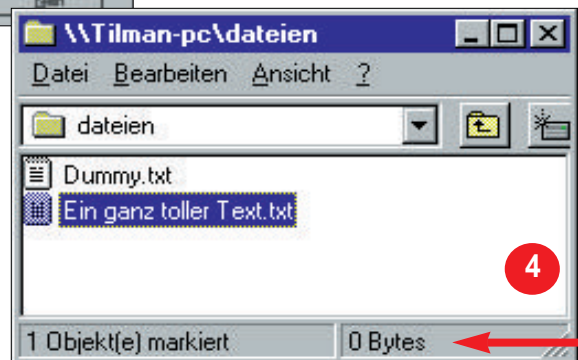 \\Tilman-pc\dateien
Datei Bearbeiten Ansicht ?
dateien
Dummy.txt
Ein ganz toller Text.txt
4
1 Objekt(e) markiert 0 Bytes